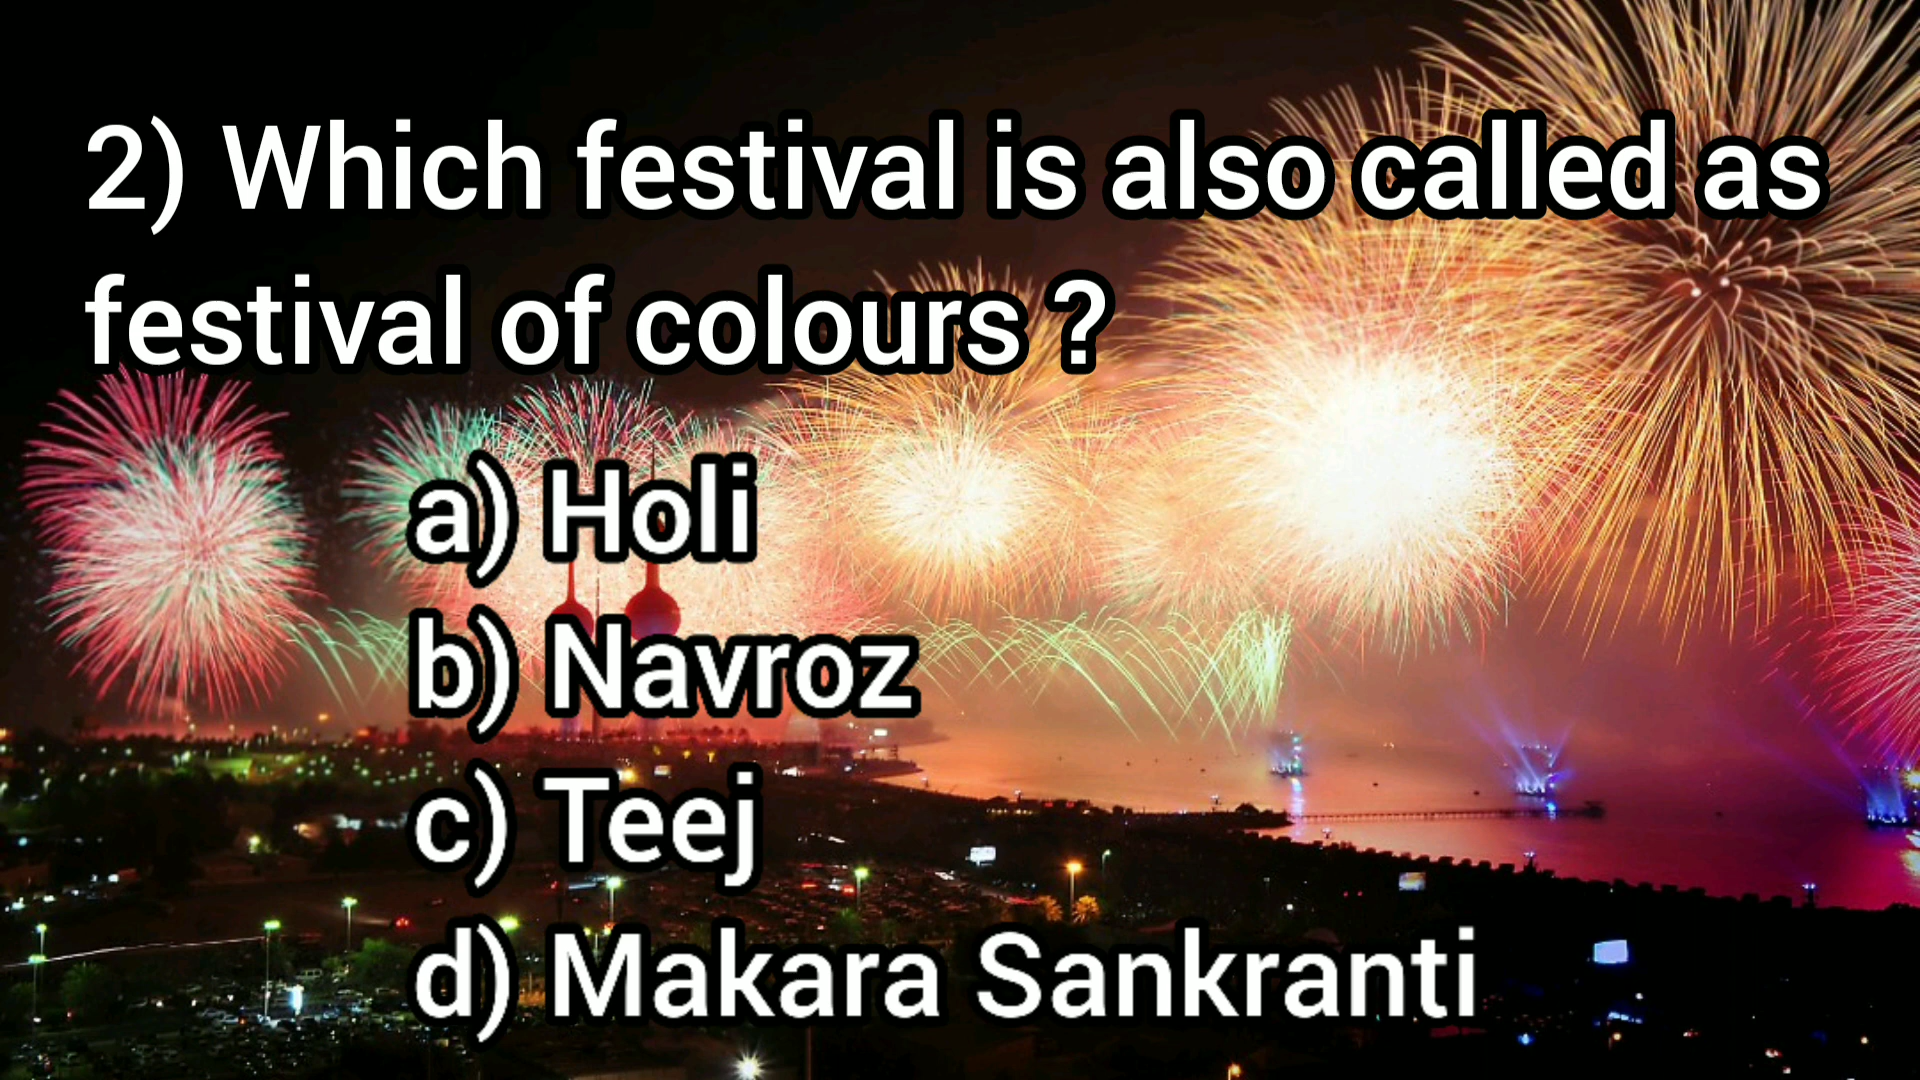 2) Which festival is also called as
festival of colours ?
a) Holi
b) Navroz
c) Teej
d) Makara Sankranti